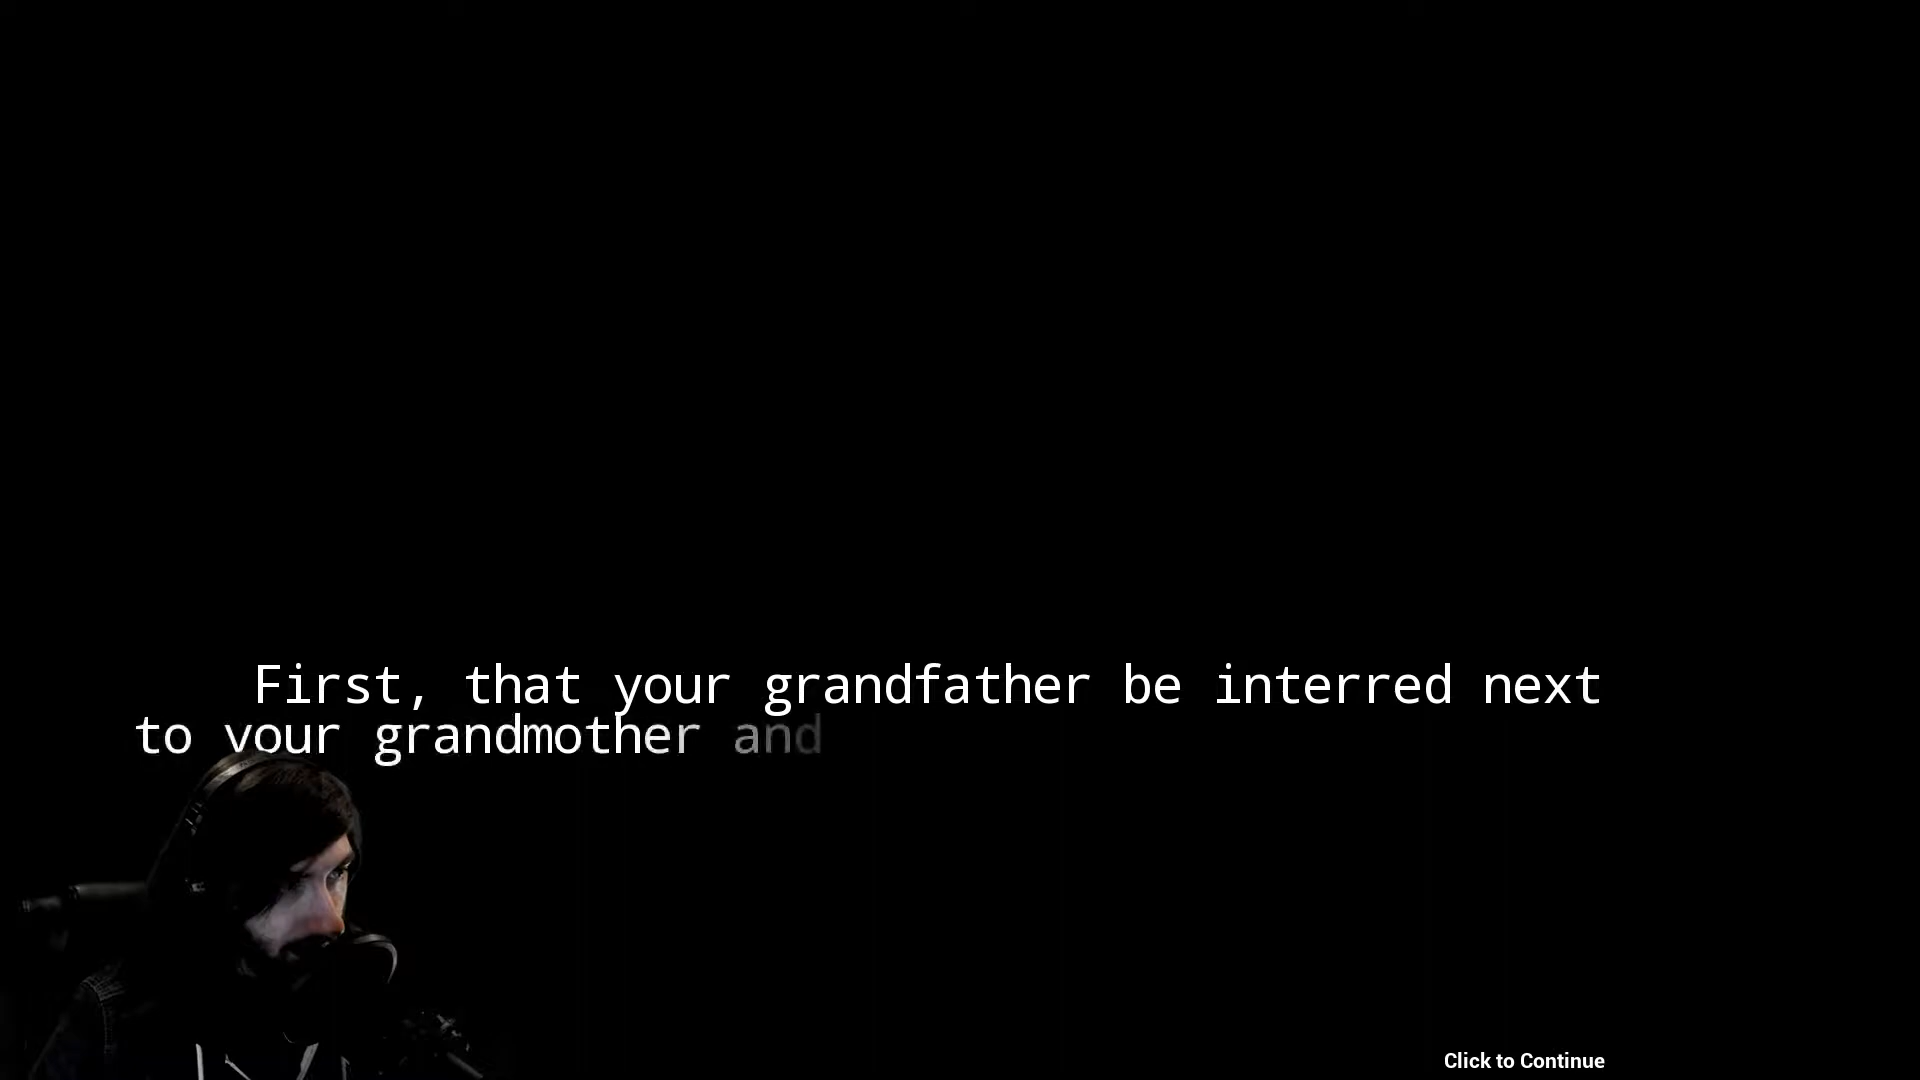 First, that your grandfather be interred next
to your grandmother and
Click to Continue